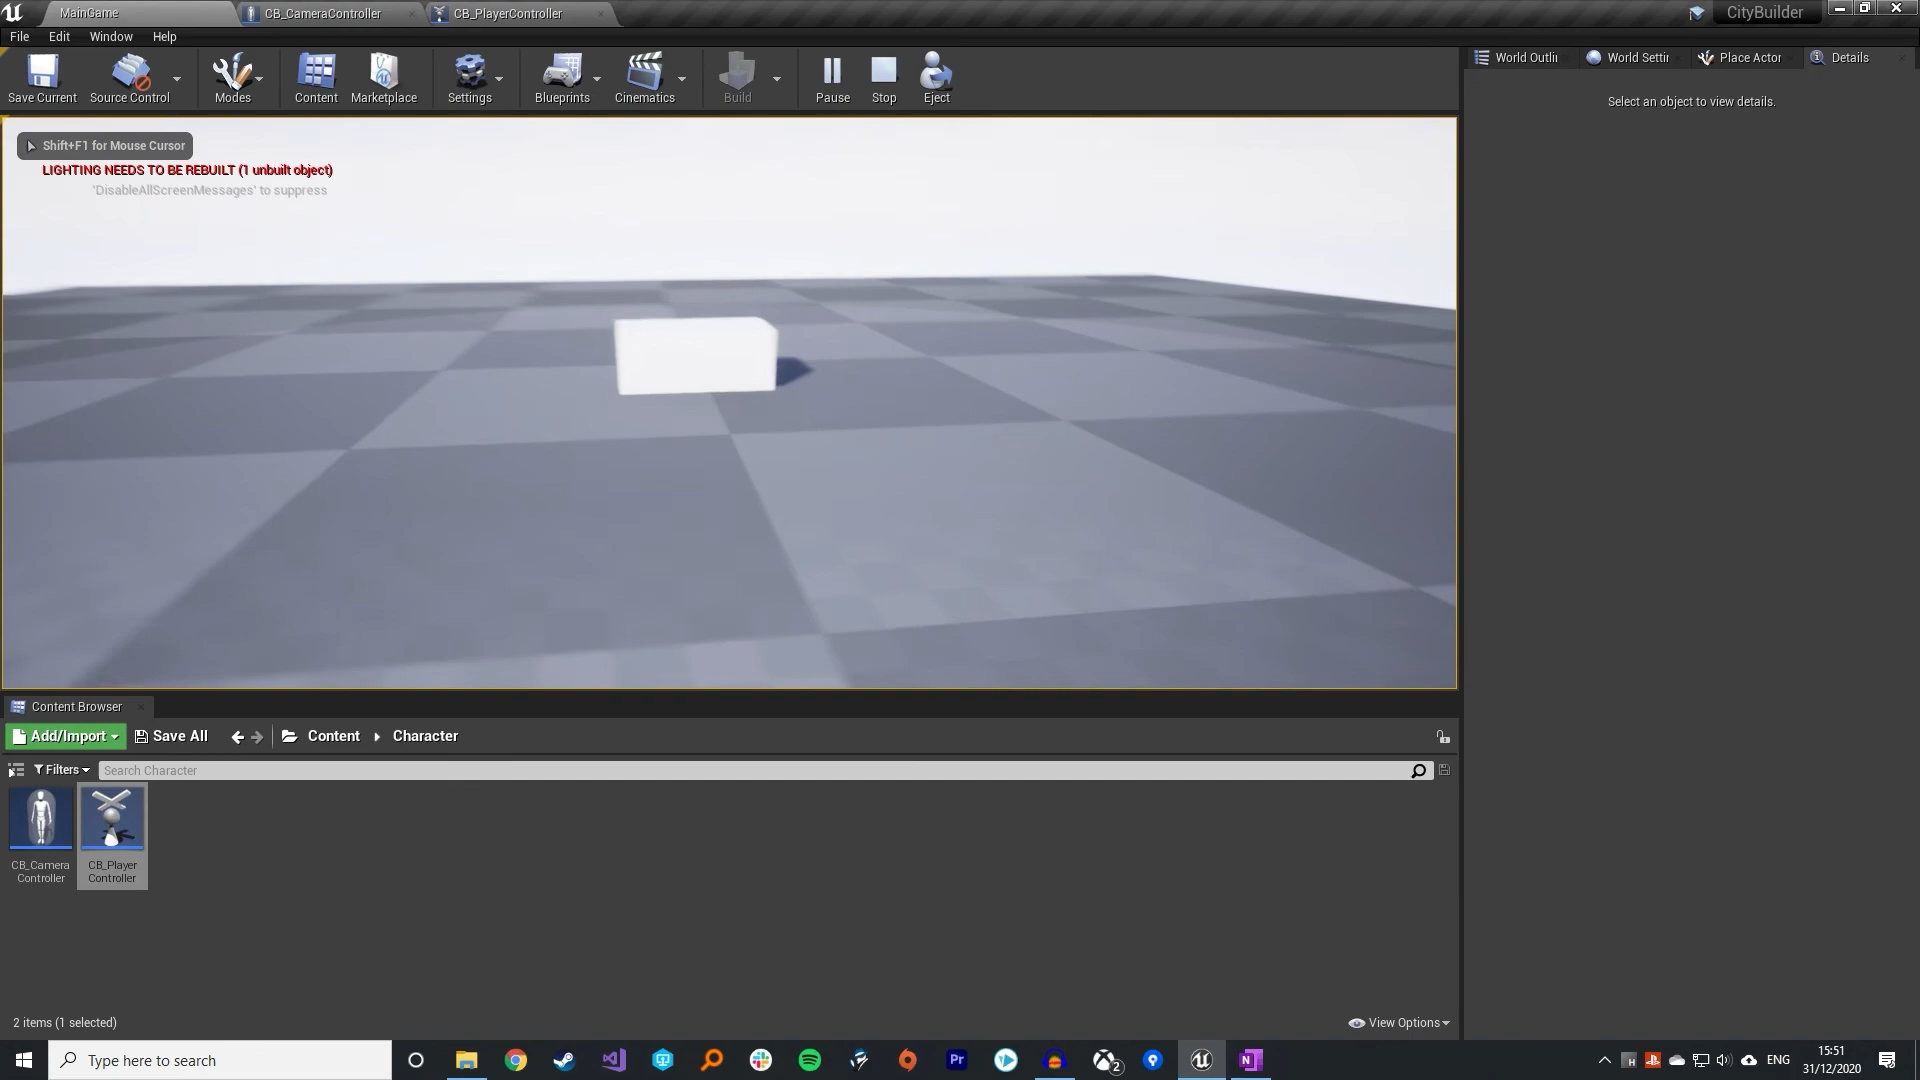 MainGame
CB_CameraController
CB_PlayerController
CityBuilder
File Edit Window Help
Save Current
Source Control
Modes
Content
Marketplace
Settings
Blueprints
Cinematics
Build
Pause
Stop
Eject
World Outli
World Settin
Place Actor
Details
Select an object to view details.
Shift+F1 for Mouse Cursor
LIGHTING NEEDS TO BE REBUILT (1 unbuilt object)
'DisableAllScreenMessages' to suppress
Content Browser
Add/Import
Save All
Content
Character
Filters
Search Character
CB_Camera
Controller
CB_Player
Controller
2 items (1 selected)
View Options
Type here to search
Pr
2
N
H
ENG
15:51
31/12/2020